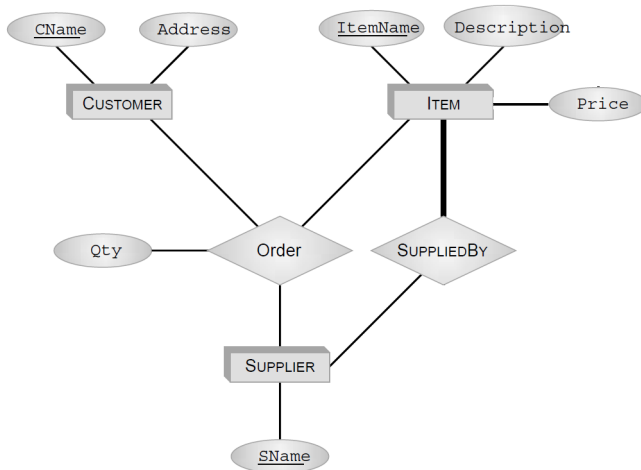 CName
Address
ItemName
Description
CUSTOMER
ITEM
Price
Qty
Order
SUPPLIEDBY
SUPPLIER
SName